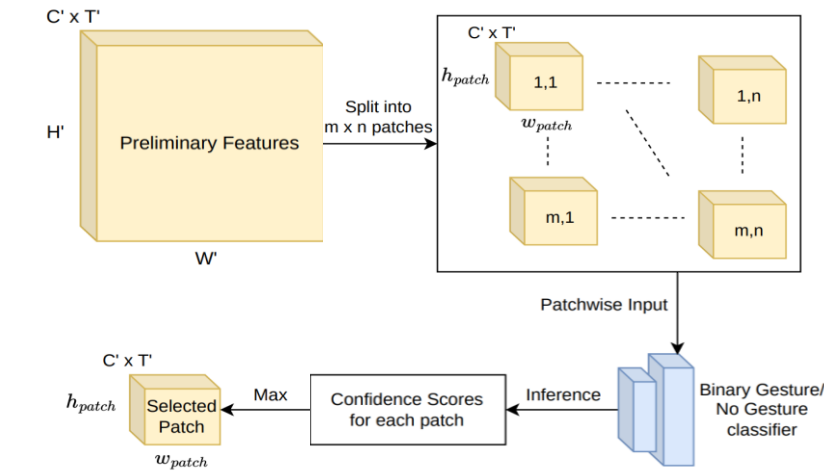 C' x T'
H'
Preliminary Features
W'
Split into
m x n patches
C' x T'
h_patch
1,1
w_patch
1,n
m,1
m,n
Patchwise Input
Binary Gesture/
No Gesture
classifier
Inference
Confidence Scores
for each patch
Max
C' x T'
h_patch
Selected
Patch
w_patch